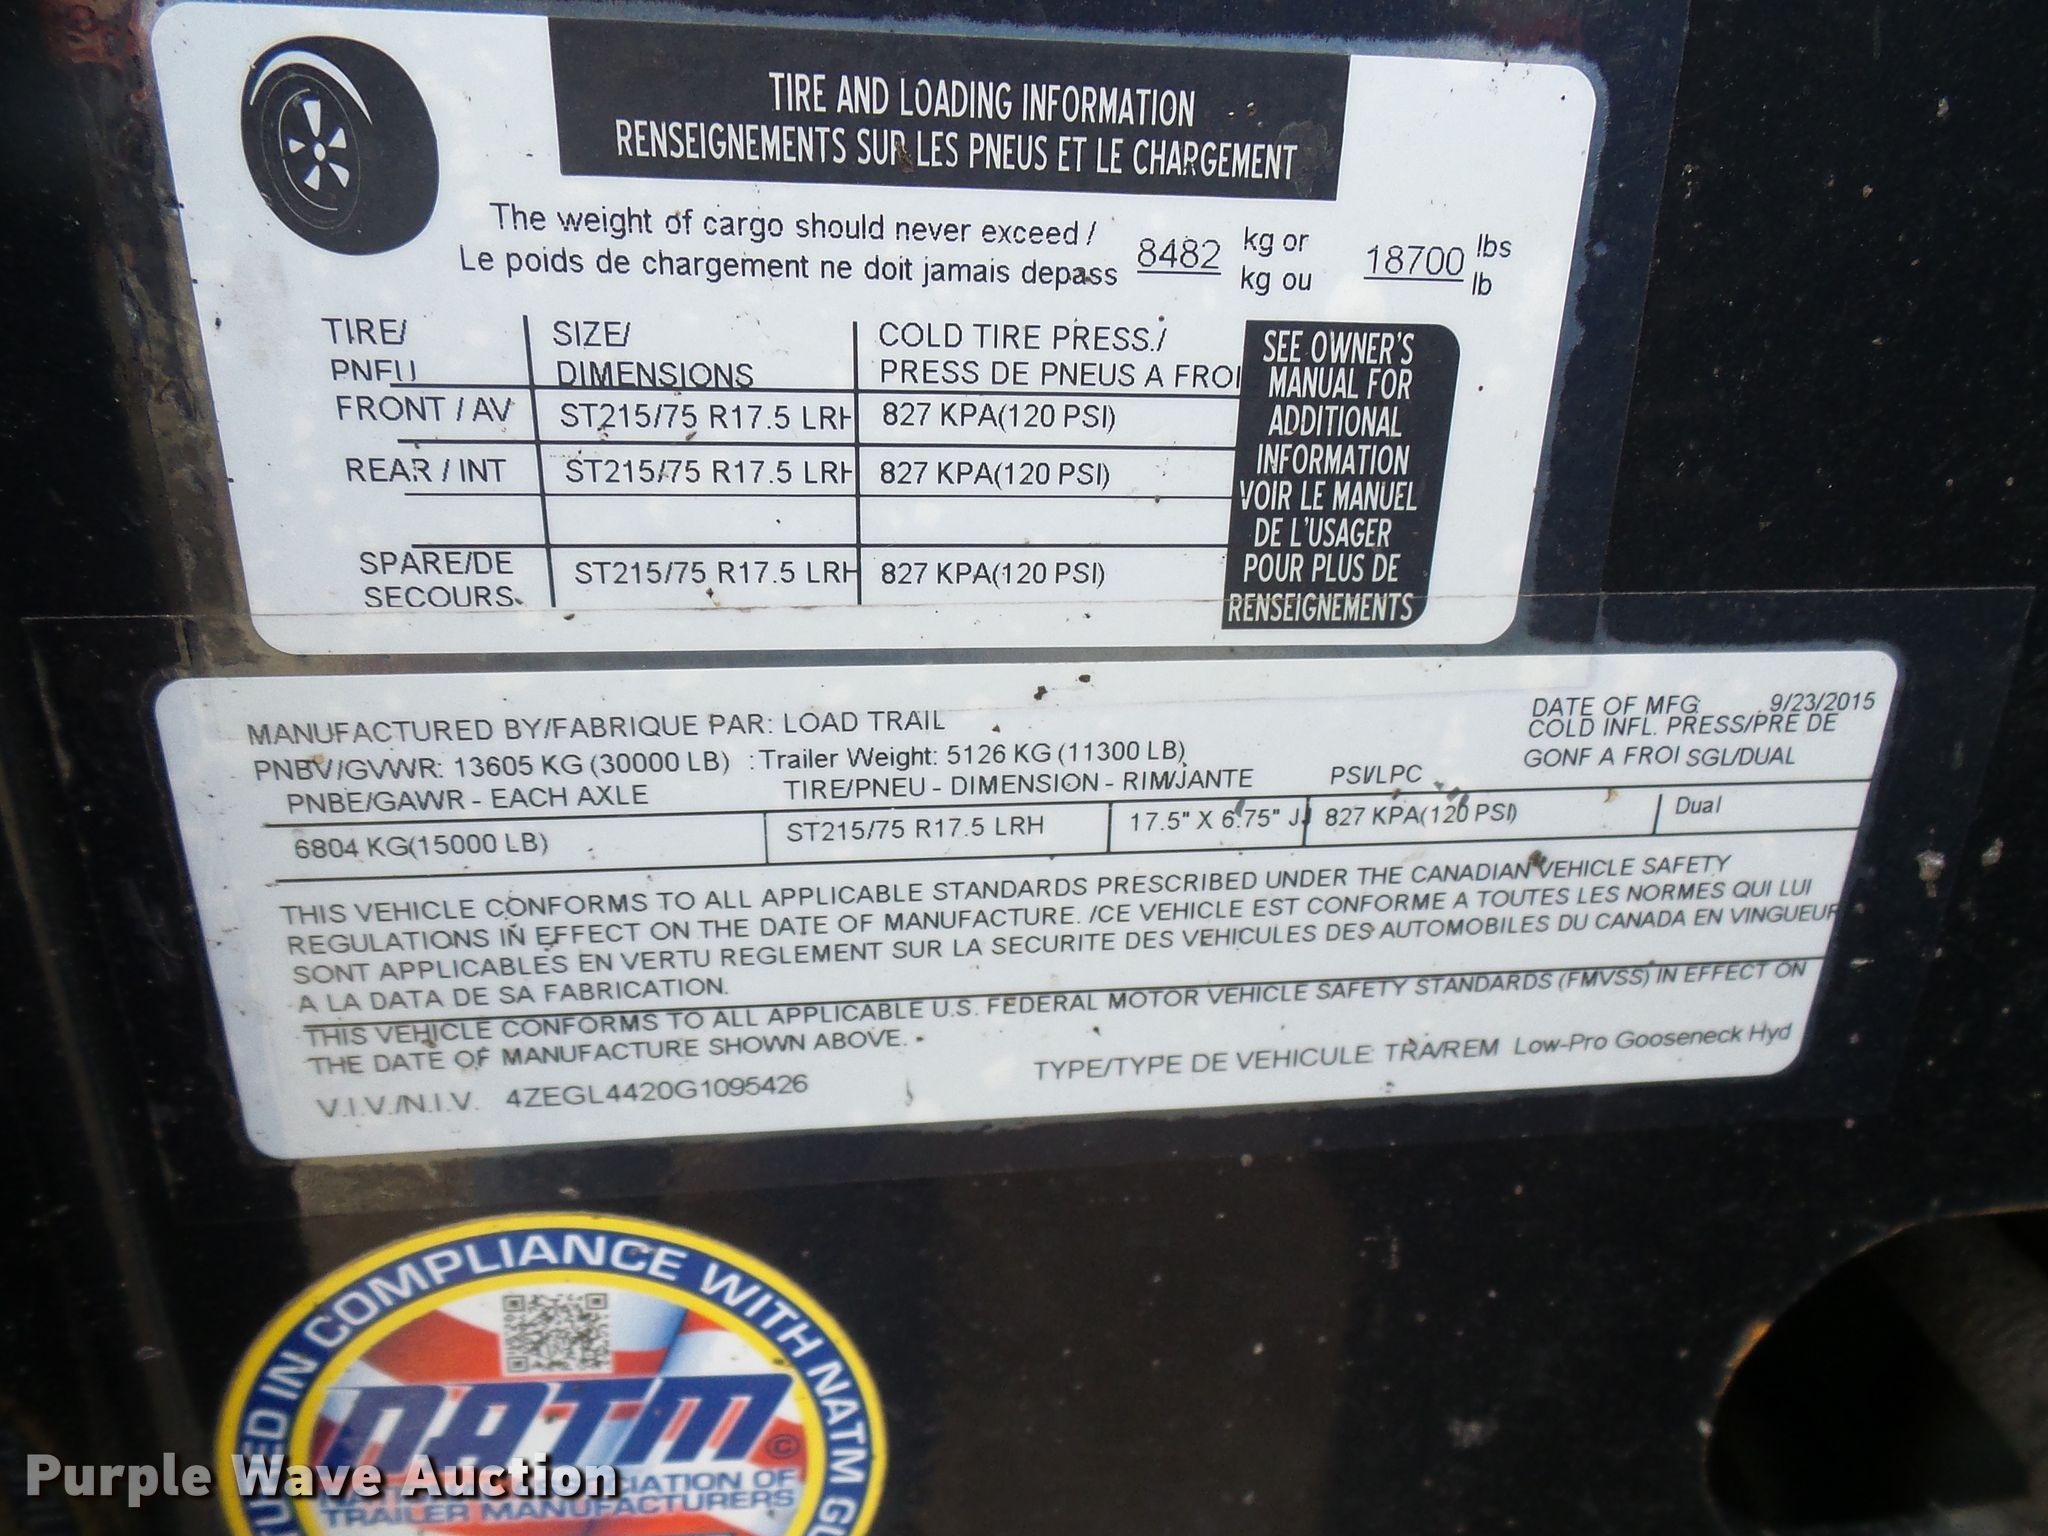 TIRE AND LOADING INFORMATION
RENSEIGNEMENTS SUR LES PNEUS ET LE CHARGEMENT
The weight of cargo should never exceed / 8482 kg or 18700 lbs
Le poids de chargement ne doit jamais depass kg ou lb
TIRE/ SIZE/ COLD TIRE PRESS./
PNEU DIMENSIONS PRESS DE PNEUS A FROI
FRONT / AV ST215/75 R17.5 LRH 827 KPA(120 PSI)
REAR / INT ST215/75 R17.5 LRH 827 KPA(120 PSI)
SPARE/DE ST215/75 R17.5 LRH 827 KPA(120 PSI)
SECOURS
SEE OWNER'S
MANUAL FOR
ADDITIONAL
INFORMATION
VOIR LE MANUEL
DE L'USAGER
POUR PLUS DE
RENSEIGNEMENTS
MANUFACTURED BY/FABRIQUE PAR: LOAD TRAIL DATE OF MFG 9/23/2015
COLD INFL. PRESS/PRE DE
PNBV/GVWR: 13605 KG (30000 LB) : Trailer Weight: 5126 KG (11300 LB) GONF A FROI SGL/DUAL
PNBE/GAWR - EACH AXLE TIRE/PNEU - DIMENSION - RIM/JANTE PSI/LPC
6804 KG(15000 LB) ST215/75 R17.5 LRH 17.5" X 6.75" JJ 827 KPA(120 PSI) Dual
THIS VEHICLE CONFORMS TO ALL APPLICABLE STANDARDS PRESCRIBED UNDER THE CANADIAN VEHICLE SAFETY
REGULATIONS IN EFFECT ON THE DATE OF MANUFACTURE. /CE VEHICLE EST CONFORME A TOUTES LES NORMES QUI LUI
SONT APPLICABLES EN VERTU REGLEMENT SUR LA SECURITE DES VEHICULES DES AUTOMOBILES DU CANADA EN VINGUEUR
A LA DATA DE SA FABRICATION.
THIS VEHICLE CONFORMS TO ALL APPLICABLE U.S. FEDERAL MOTOR VEHICLE SAFETY STANDARDS (FMVSS) IN EFFECT ON
THE DATE OF MANUFACTURE SHOWN ABOVE.
V.I.V./N.I.V. 4ZEGL4420G1095426 TYPE/TYPE DE VEHICULE: TRA/REM Low-Pro Gooseneck Hyd
IN COMPLIANCE WITH NATM
NATM ©
TRAILER MANUFACTURERS
Purple Wave Auction